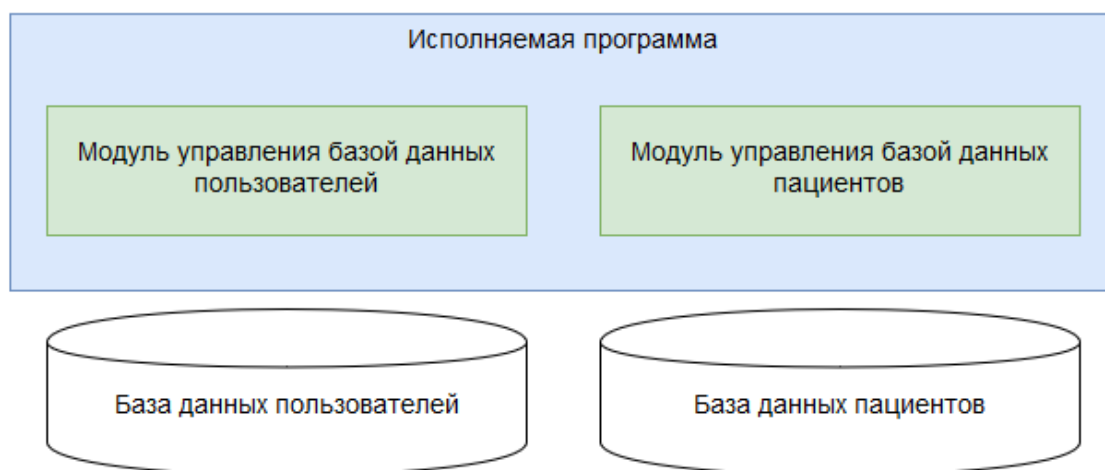 Исполняемая программа
Модуль управления базой данных
пользователей
Модуль управления базой данных
пациентов
База данных пользователей
База данных пациентов